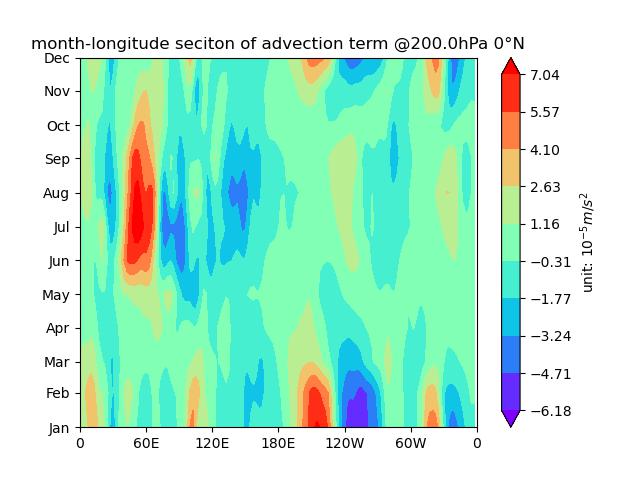 month-longitude seciton of advection term @200.0hPa 0°N
Dec
Nov
Oct
Sep
Aug
Jul
Jun
May
Apr
Mar
Feb
Jan
0 60E 120E 180E 120W 60W 0
7.04
5.57
4.10
2.63
1.16
−0.31
−1.77
−3.24
−4.71
−6.18
unit: 10⁻⁵m/s²